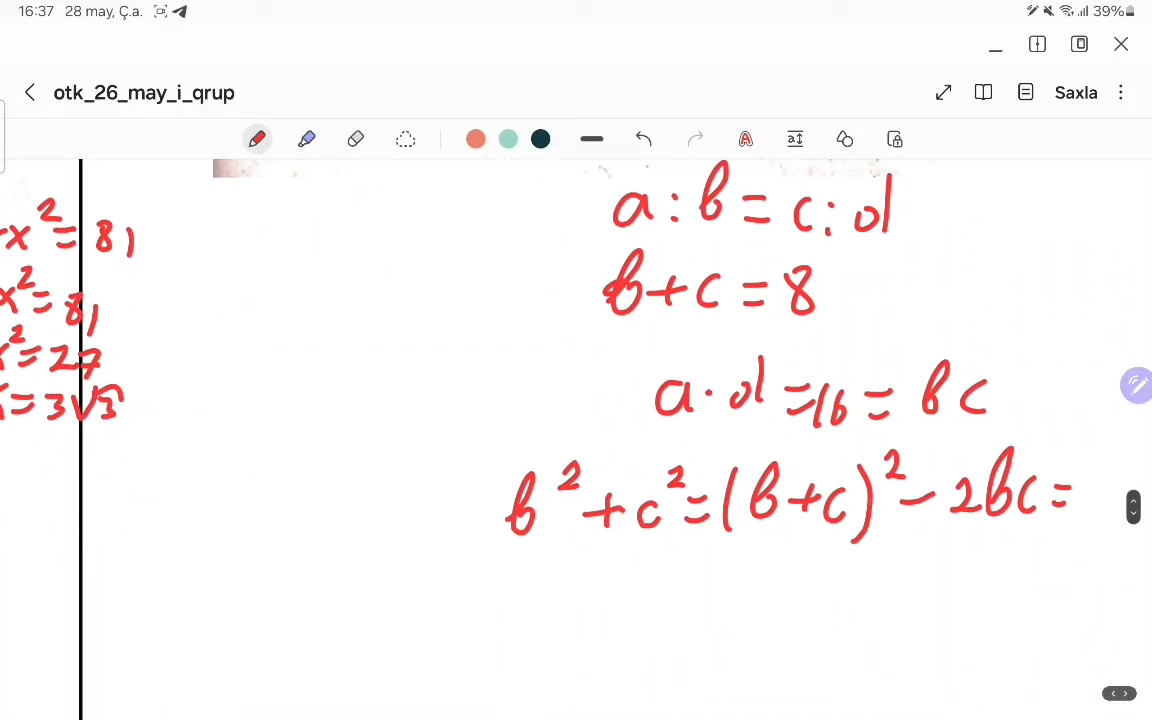 16:37 28 may, Ç.a. 39%
otk_26_may_i_qrup
Saxla
x² = 81
x² = 81
x² = 27
= 3√3
a : b = c : d
b + c = 8
a · d = 16 = bc
b² + c² = (b + c)² - 2bc =